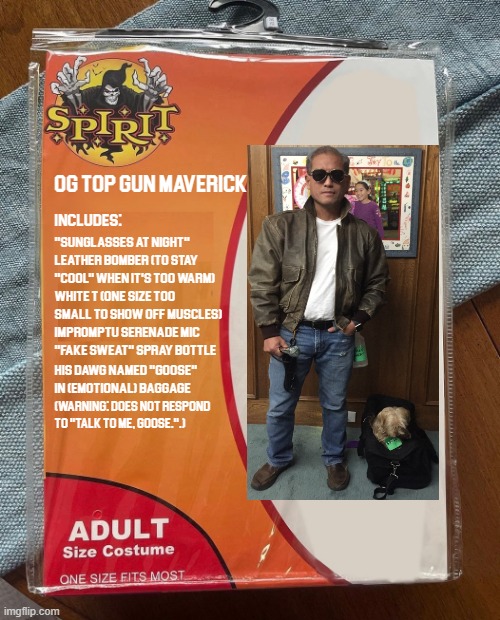 SPIRIT
OG TOP GUN MAVERICK
INCLUDES:
"SUNGLASSES AT NIGHT"
LEATHER BOMBER (TO STAY
"COOL" WHEN IT'S TOO WARM)
WHITE T (ONE SIZE TOO
SMALL TO SHOW OFF MUSCLES)
IMPROMPTU SERENADE MIC
"FAKE SWEAT" SPRAY BOTTLE
HIS DAWG NAMED "GOOSE"
IN (EMOTIONAL) BAGGAGE
(WARNING: DOES NOT RESPOND
TO "TALK TO ME, GOOSE.".)
ADULT
Size Costume
ONE SIZE FITS MOST
imgflip.com